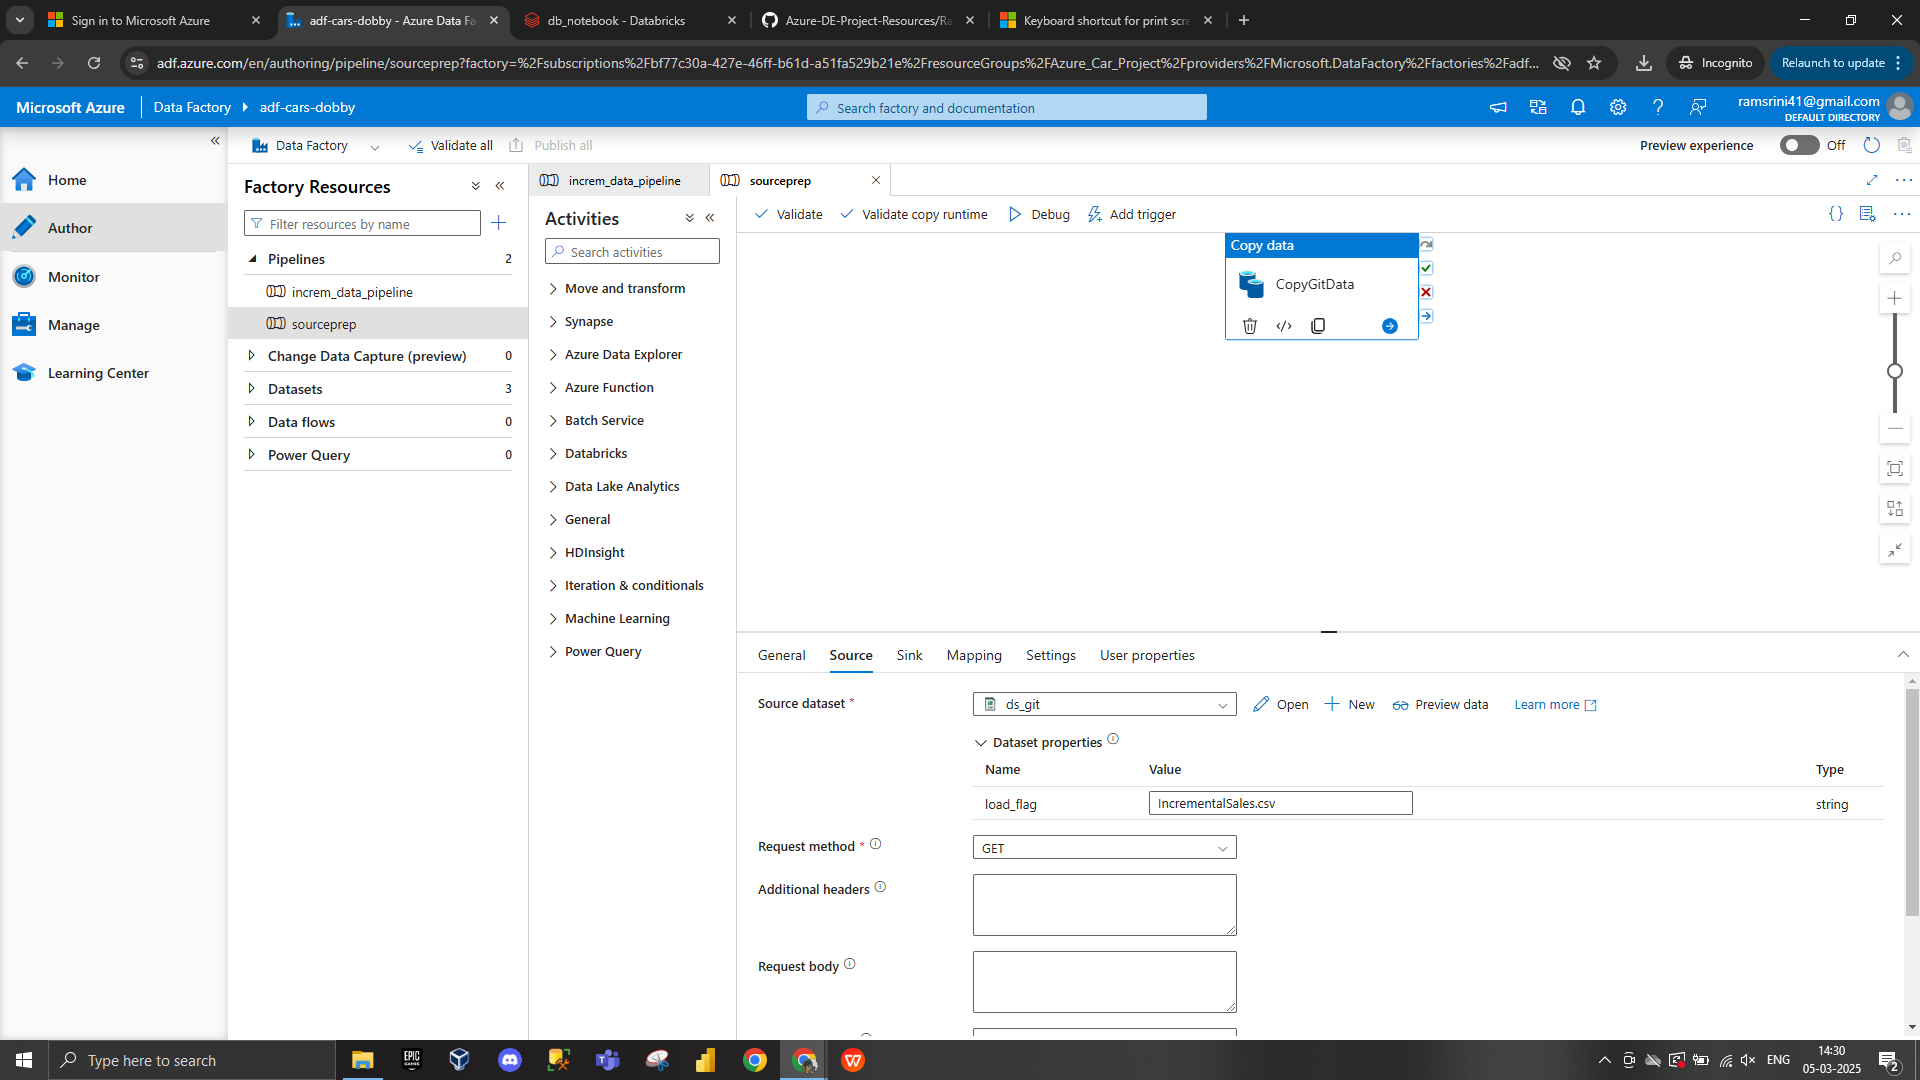 Sign in to Microsoft Azure
adf-cars-dobby - Azure Data Fa
db_notebook - Databricks
Azure-DE-Project-Resources/Ra
Keyboard shortcut for print scre
adf.azure.com/en/authoring/pipeline/sourceprep?factory=%2Fsubscriptions%2Fbf77c30a-427e-46ff-b61d-a51fa529b21e%2FresourceGroups%2FAzure_Car_Project%2Fproviders%2FMicrosoft.DataFactory%2Ffactories%2Fadf...
Incognito
Relaunch to update
Microsoft Azure
Data Factory
adf-cars-dobby
Search factory and documentation
ramsrini41@gmail.com
DEFAULT DIRECTORY
Data Factory
Validate all
Publish all
Preview experience
Off
Home
Author
Monitor
Manage
Learning Center
Factory Resources
Filter resources by name
Pipelines 2
increm_data_pipeline
sourceprep
Change Data Capture (preview) 0
Datasets 3
Data flows 0
Power Query 0
increm_data_pipeline
sourceprep
Activities
Search activities
Move and transform
Synapse
Azure Data Explorer
Azure Function
Batch Service
Databricks
Data Lake Analytics
General
HDInsight
Iteration & conditionals
Machine Learning
Power Query
Validate
Validate copy runtime
Debug
Add trigger
Copy data
CopyGitData
General
Source
Sink
Mapping
Settings
User properties
Source dataset *
ds_git
Open
New
Preview data
Learn more
Dataset properties
Name Value Type
load_flag IncrementalSales.csv string
Request method *
GET
Additional headers
Request body
Type here to search
EPIC GAMES
ENG
14:30
05-03-2025
2